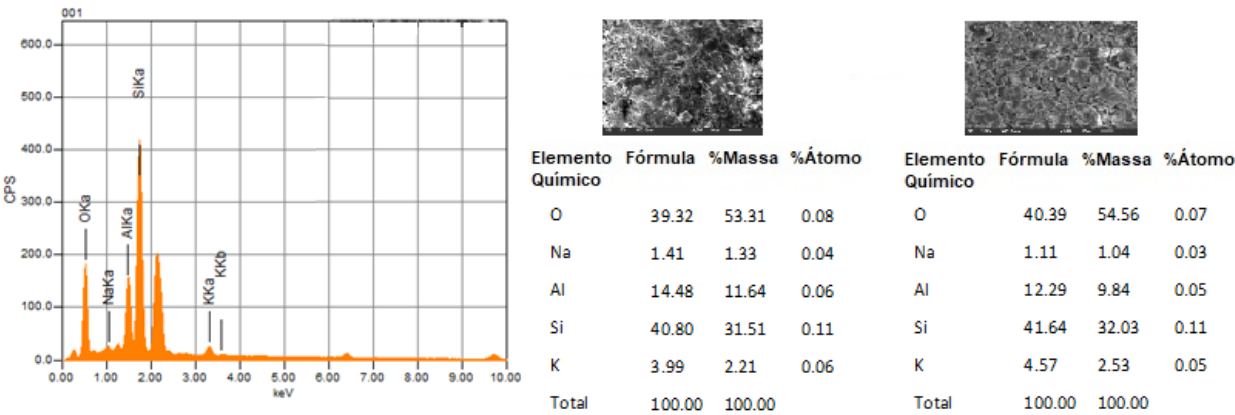 001
600.0
500.0
400.0
300.0
200.0
100.0
0.0
CPS
OKa
NaKa
AlKa
SiKa
KKa
KKb
0.00 1.00 2.00 3.00 4.00 5.00 6.00 7.00 8.00 9.00 10.00
keV
Elemento Químico Fórmula %Massa %Átomo
O 39.32 53.31 0.08
Na 1.41 1.33 0.04
Al 14.48 11.64 0.06
Si 40.80 31.51 0.11
K 3.99 2.21 0.06
Total 100.00 100.00
Elemento Químico Fórmula %Massa %Átomo
O 40.39 54.56 0.07
Na 1.11 1.04 0.03
Al 12.29 9.84 0.05
Si 41.64 32.03 0.11
K 4.57 2.53 0.05
Total 100.00 100.00